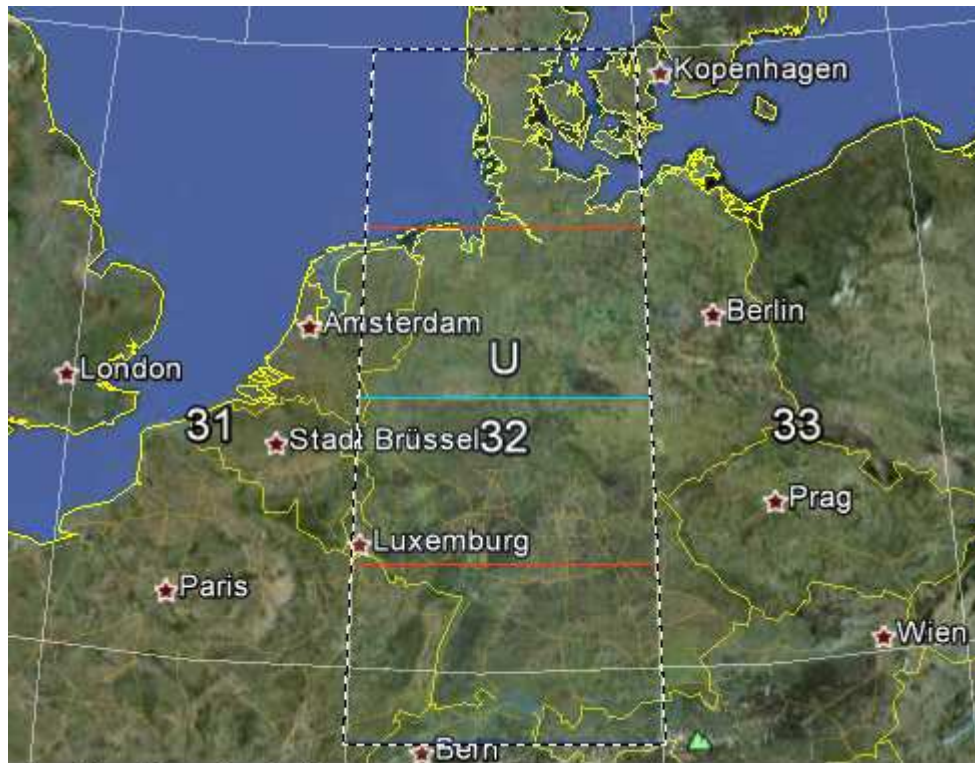 Kopenhagen
Berlin
Amsterdam
U
London
31
32
33
Stadt Brüssel
Prag
Luxemburg
Paris
Wien
Bern